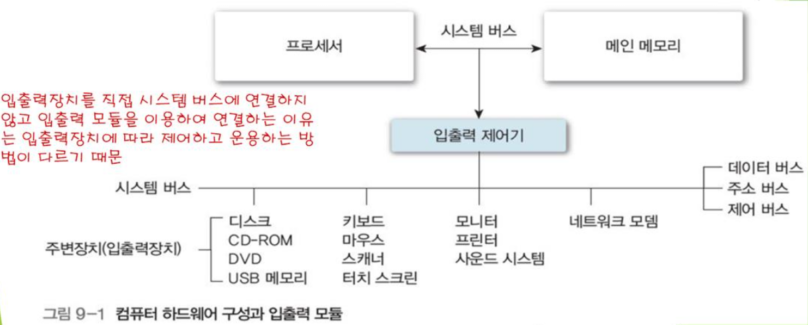 시스템 버스
프로세서
메인 메모리
입출력장치를 직접 시스템 버스에 연결하지
않고 입출력 모듈을 이용하여 연결하는 이유
는 입출력장치에 따라 제어하고 운용하는 방
법이 다르기 때문
입출력 제어기
데이터 버스
시스템 버스
주소 버스
제어 버스
디스크
CD-ROM
DVD
USB 메모리
키보드
마우스
스캐너
터치 스크린
모니터
프린터
사운드 시스템
네트워크 모뎀
주변장치(입출력장치)
그림 9-1 컴퓨터 하드웨어 구성과 입출력 모듈